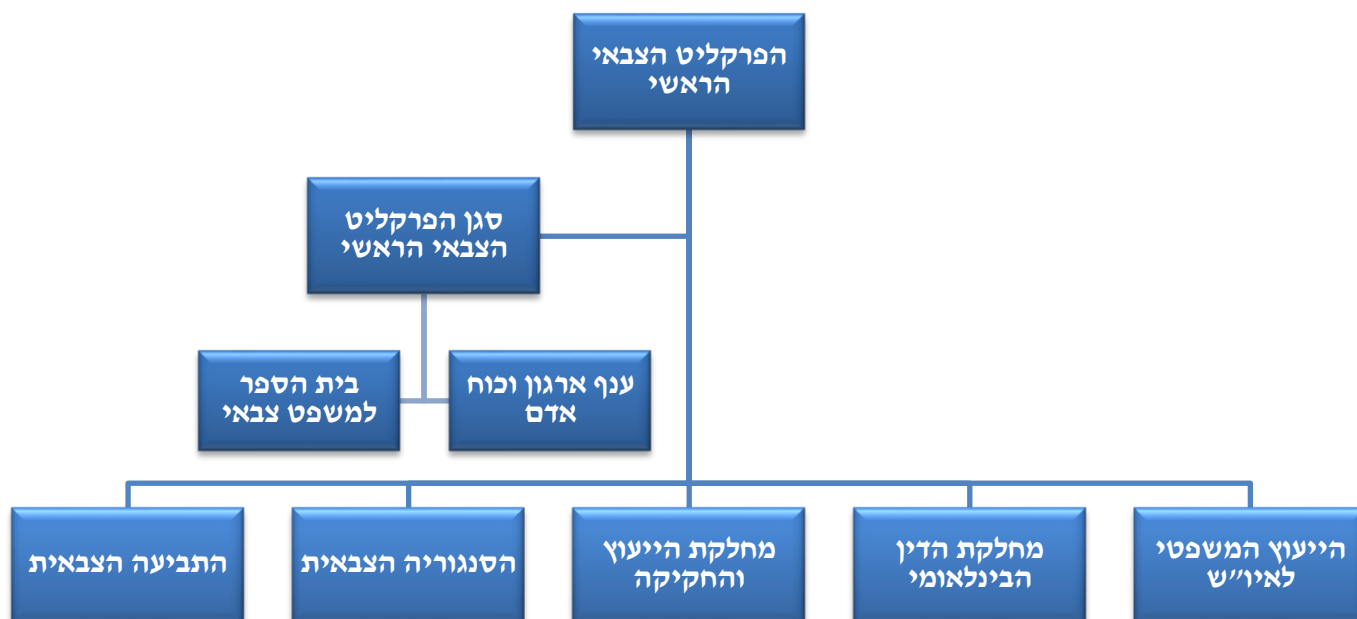 הפרקליט הצבאי
הראשי
סגן הפרקליט
הצבאי הראשי
ענף ארגון וכוח
אדם
בית הספר
למשפט צבאי
הייעוץ המשפטי
לאיו״ש
מחלקת הדין
הבינלאומי
מחלקת הייעוץ
והחקיקה
הסנגוריה הצבאית
התביעה הצבאית